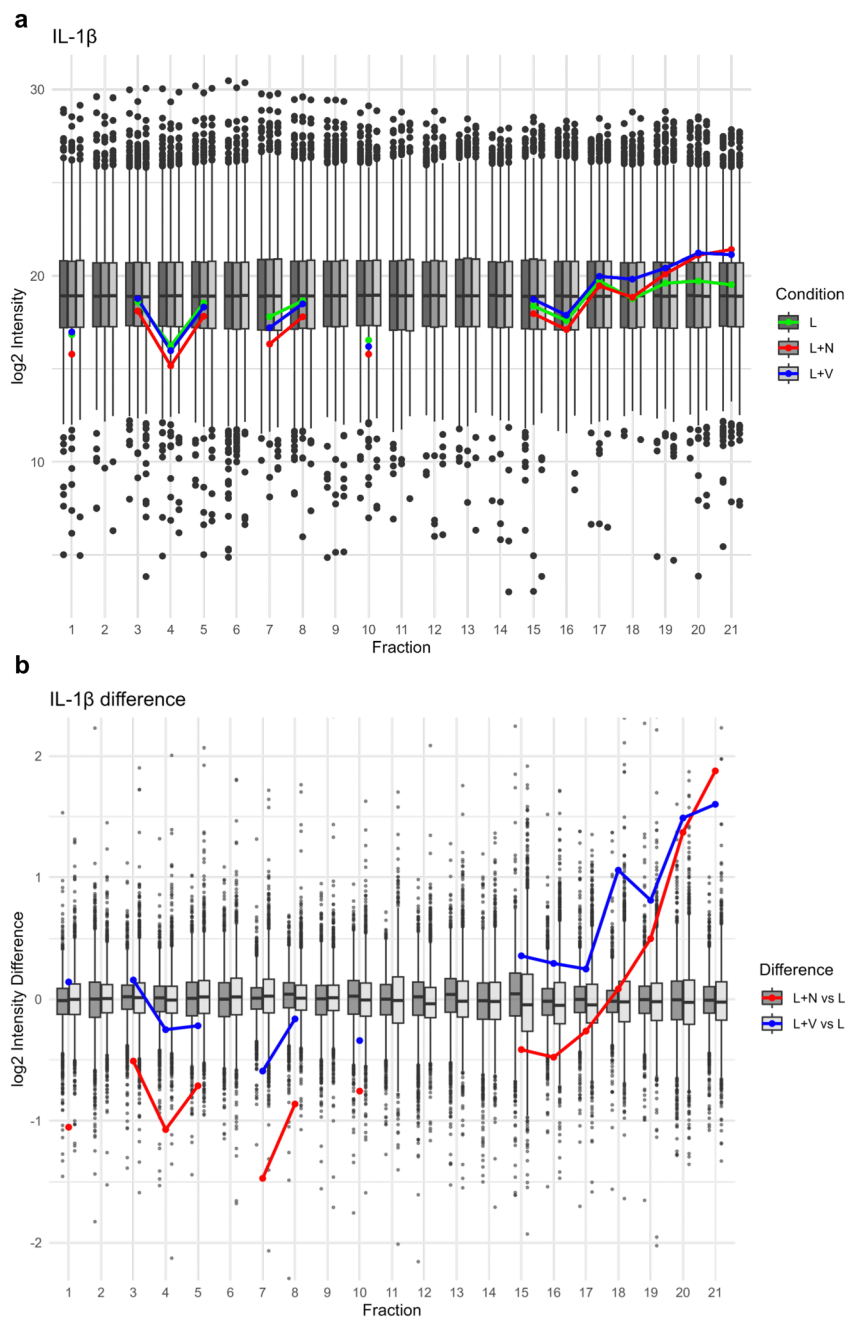 a
IL-1β
30
20
10
log2 Intensity
1 2 3 4 5 6 7 8 9 10 11 12 13 14 15 16 17 18 19 20 21
Fraction
Condition
L
L+N
L+V
b
IL-1β difference
2
1
0
-1
-2
log2 Intensity Difference
1 2 3 4 5 6 7 8 9 10 11 12 13 14 15 16 17 18 19 20 21
Fraction
Difference
L+N vs L
L+V vs L